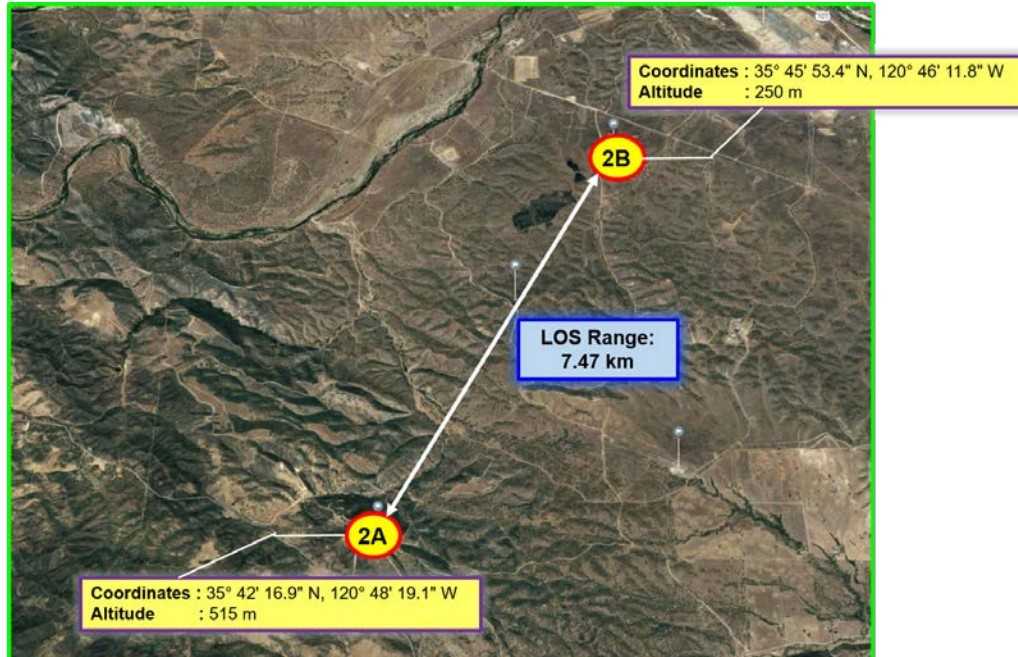 101
Coordinates : 35° 45' 53.4" N, 120° 46' 11.8" W
Altitude : 250 m
2B
LOS Range:
7.47 km
2A
Coordinates : 35° 42' 16.9" N, 120° 48' 19.1" W
Altitude : 515 m